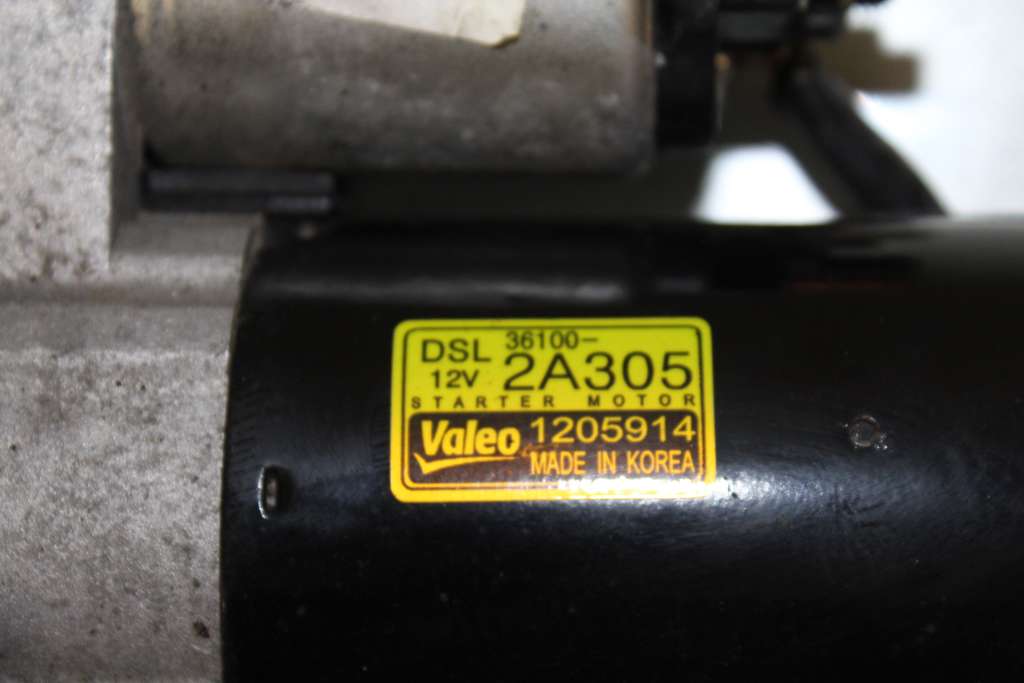 DSL 36100-
12V 2A305
STARTER MOTOR
Valeo 1205914
MADE IN KOREA